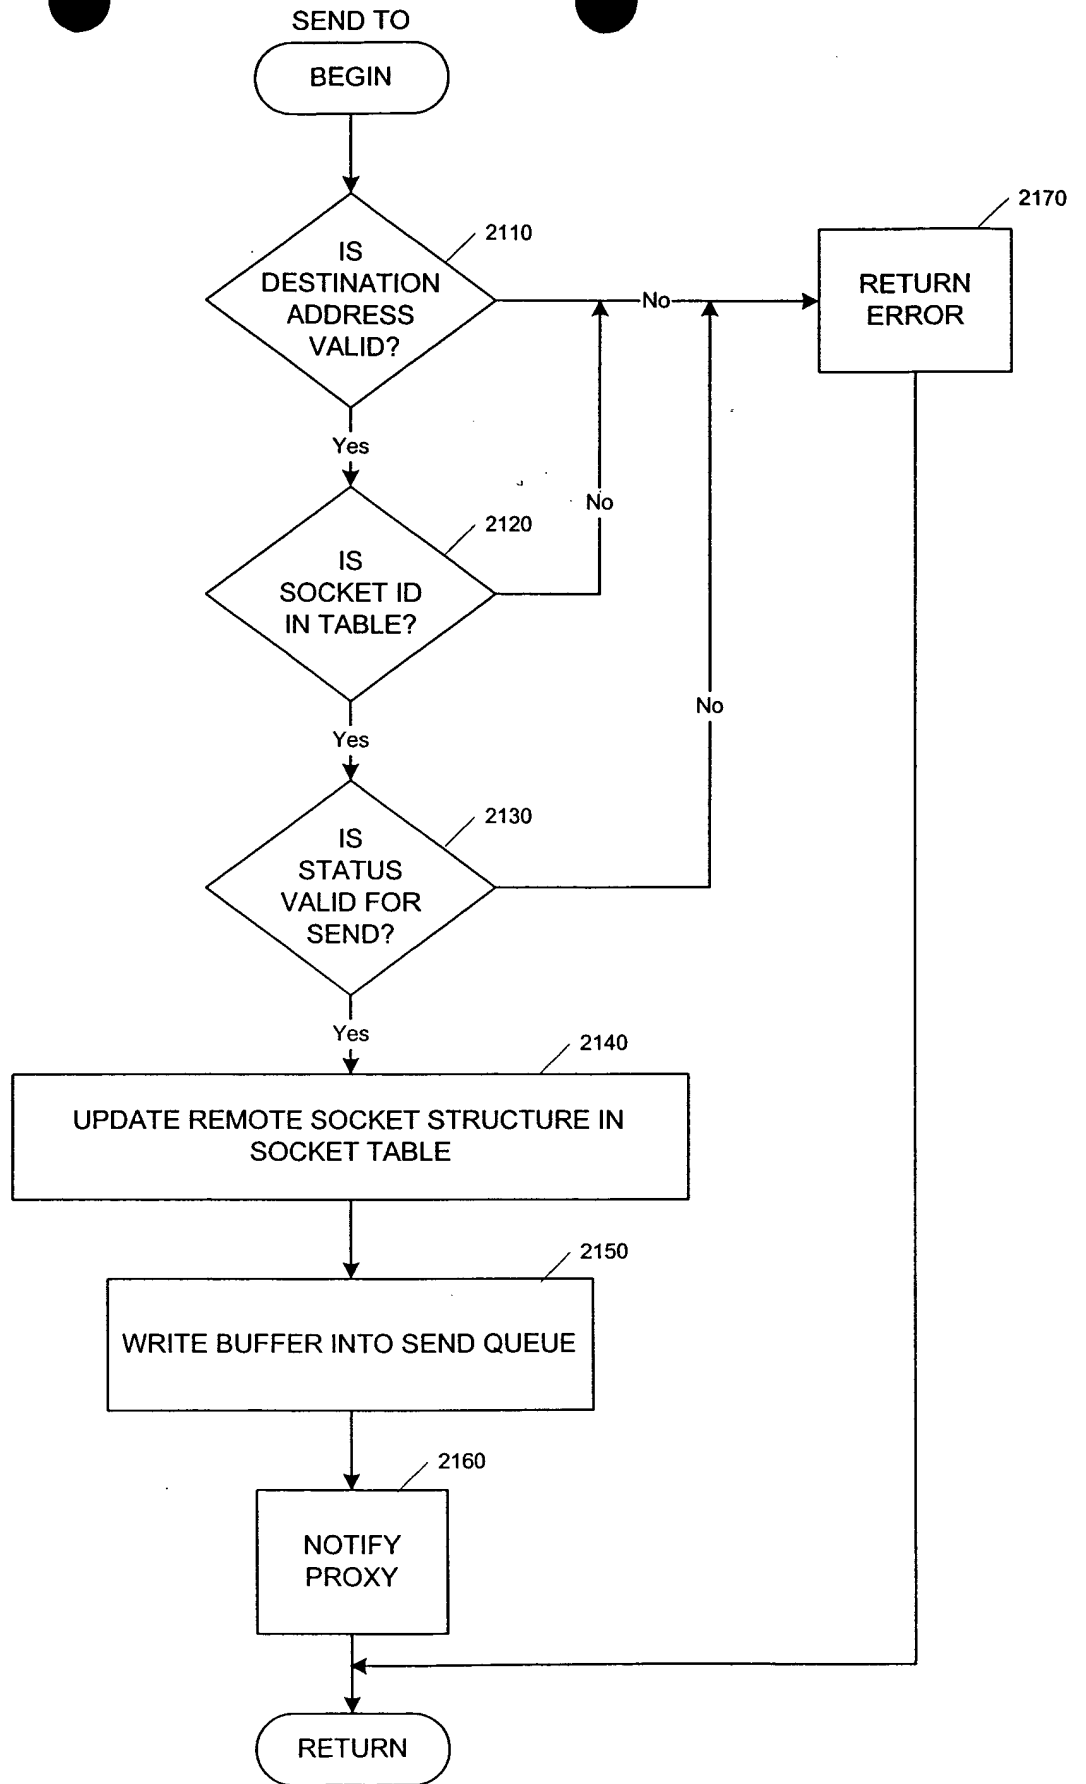 SEND TO
BEGIN
2110
IS
DESTINATION
ADDRESS
VALID?
No
2170
RETURN
ERROR
Yes
No
2120
IS
SOCKET ID
IN TABLE?
No
Yes
2130
IS
STATUS
VALID FOR
SEND?
Yes
2140
UPDATE REMOTE SOCKET STRUCTURE IN
SOCKET TABLE
2150
WRITE BUFFER INTO SEND QUEUE
2160
NOTIFY
PROXY
RETURN